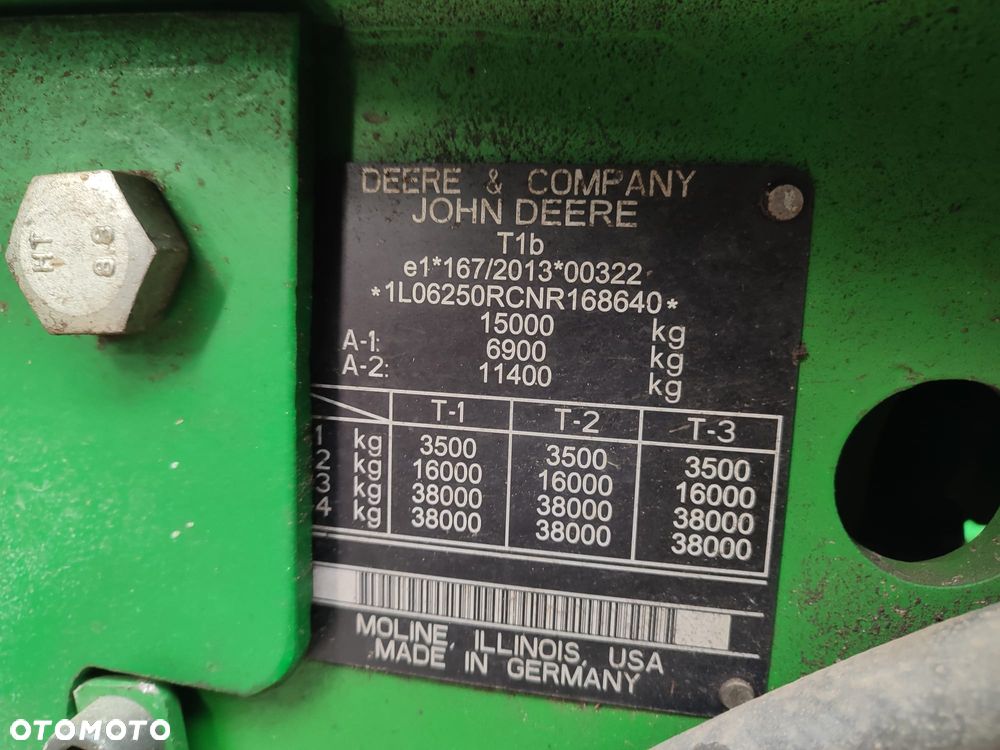 DEERE & COMPANY
JOHN DEERE
T1b
e1*167/2013*00322
*1L06250RCNR168640*
15000 kg
A-1: 6900 kg
A-2: 11400 kg
T-1 T-2 T-3
1 kg 3500 3500 3500
2 kg 16000 16000 16000
3 kg 38000 38000 38000
4 kg 38000 38000 38000
MOLINE, ILLINOIS, USA
MADE IN GERMANY
HT
8.8
OTOMOTO